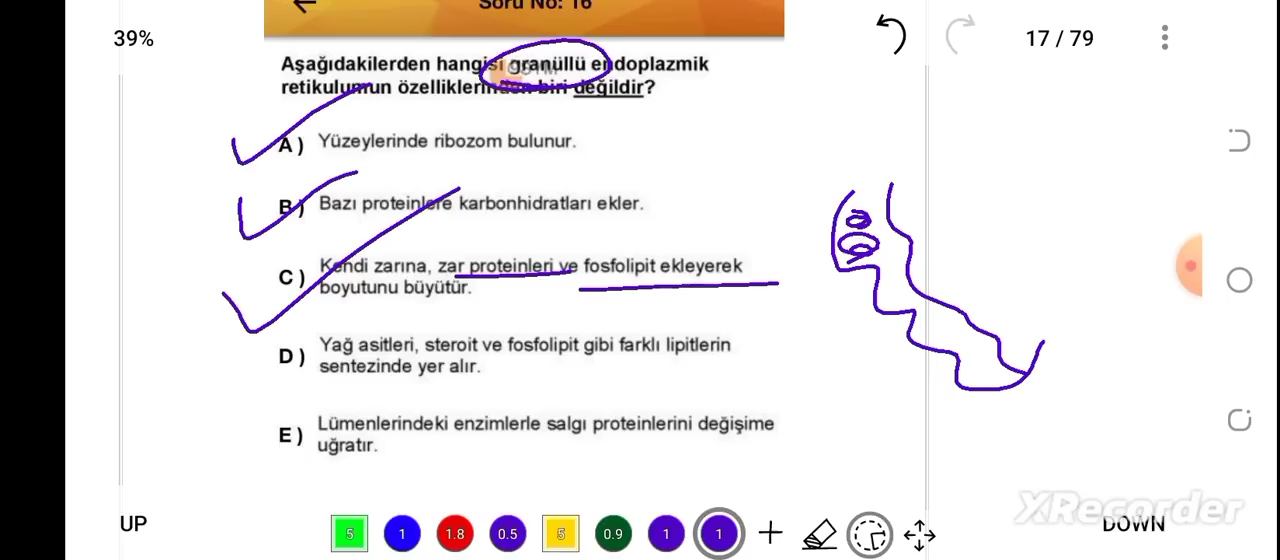 Soru No: 16
39%
17 / 79
Aşağıdakilerden hangisi granüllü endoplazmik
retikulumun özelliklerinden biri değildir?
A ) Yüzeylerinde ribozom bulunur.
B ) Bazı proteinlere karbonhidratları ekler.
C ) Kendi zarına, zar proteinleri ve fosfolipit ekleyerek
boyutunu büyütür.
D ) Yağ asitleri, steroit ve fosfolipit gibi farklı lipitlerin
sentezinde yer alır.
E ) Lümenlerindeki enzimlerle salgı proteinlerini değişime
uğratır.
XRecorder
UP
5 1 1.8 0.5 5 0.9 1 1
DOWN